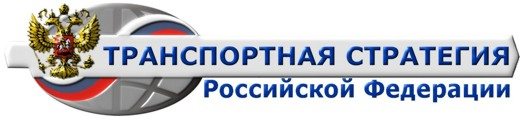 ТРАНСПОРТНАЯ СТРАТЕГИЯ
Российской Федерации